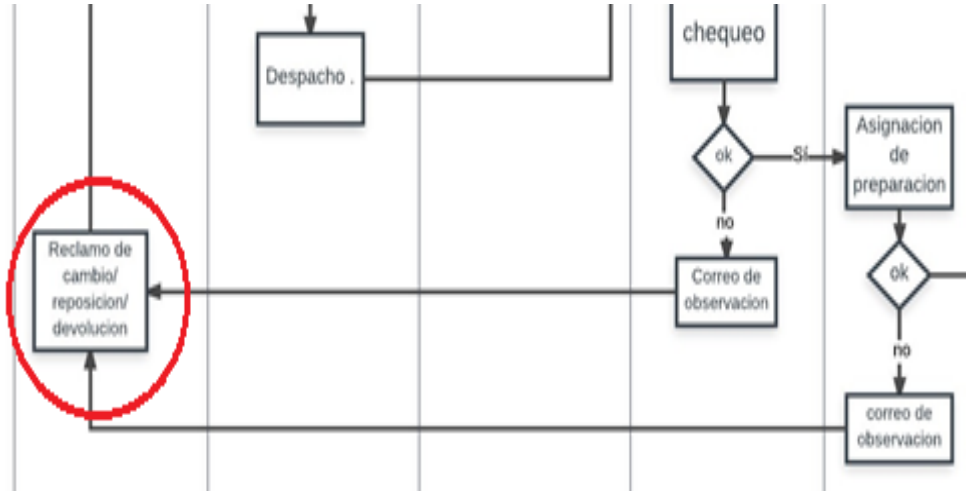 chequeo
Despacho .
Asignacion
de
preparacion
ok
Si
no
Reclamo de
cambio/
reposicion/
devolucion
Correo de
observacion
ok
no
correo de
observacion